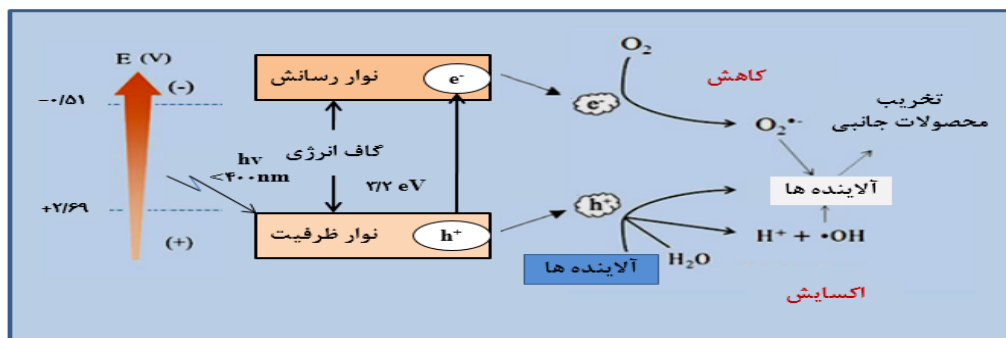 E (V)
(-)
−۰/۵۱
+۲/۶۹
(+)
hv
<۴۰۰nm
نوار رسانش
e-
گاف انرژی
۳/۲ eV
نوار ظرفیت
h+
O2
e-
کاهش
O2•-
تخریب
محصولات جانبی
آلاینده ها
h+
H+ + •OH
H2O
آلاینده ها
اکسایش